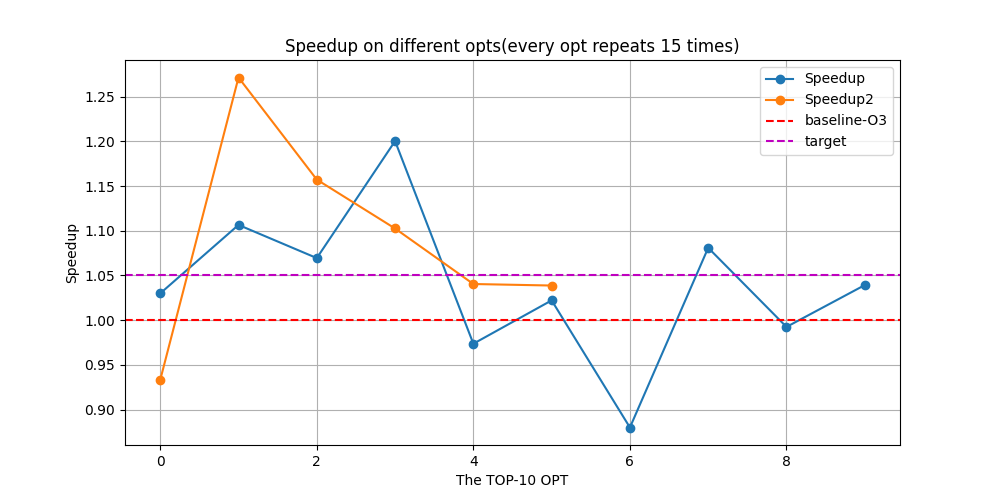 Speedup on different opts(every opt repeats 15 times)
Speedup
Speedup2
baseline-O3
target
1.25
1.20
1.15
1.10
1.05
1.00
0.95
0.90
Speedup
0 2 4 6 8
The TOP-10 OPT